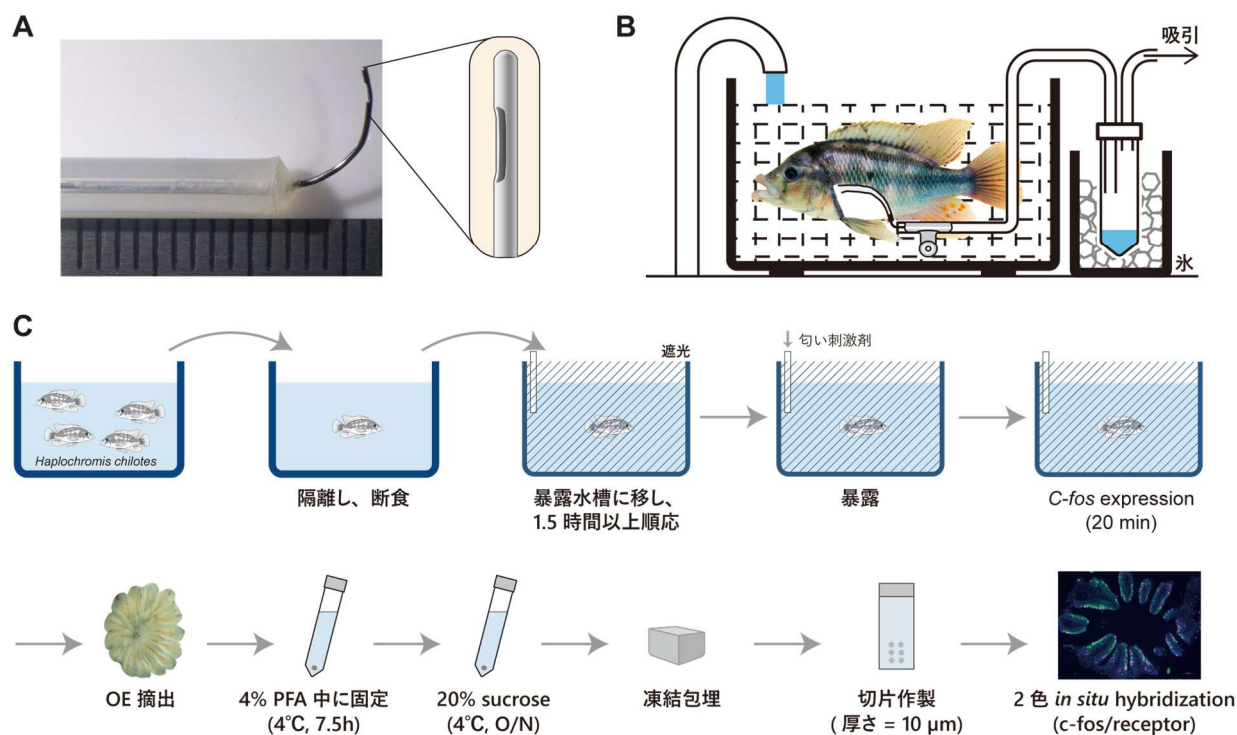 A
B
吸引
氷
C
匂い刺激剤
遮光
Haplochromis chilotes
隔離し、断食
暴露水槽に移し、
1.5 時間以上順応
暴露
C-fos expression
(20 min)
OE 摘出
4% PFA 中に固定
(4℃, 7.5h)
20% sucrose
(4℃, O/N)
凍結包埋
切片作製
( 厚さ = 10 μm)
2 色 in situ hybridization
(c-fos/receptor)